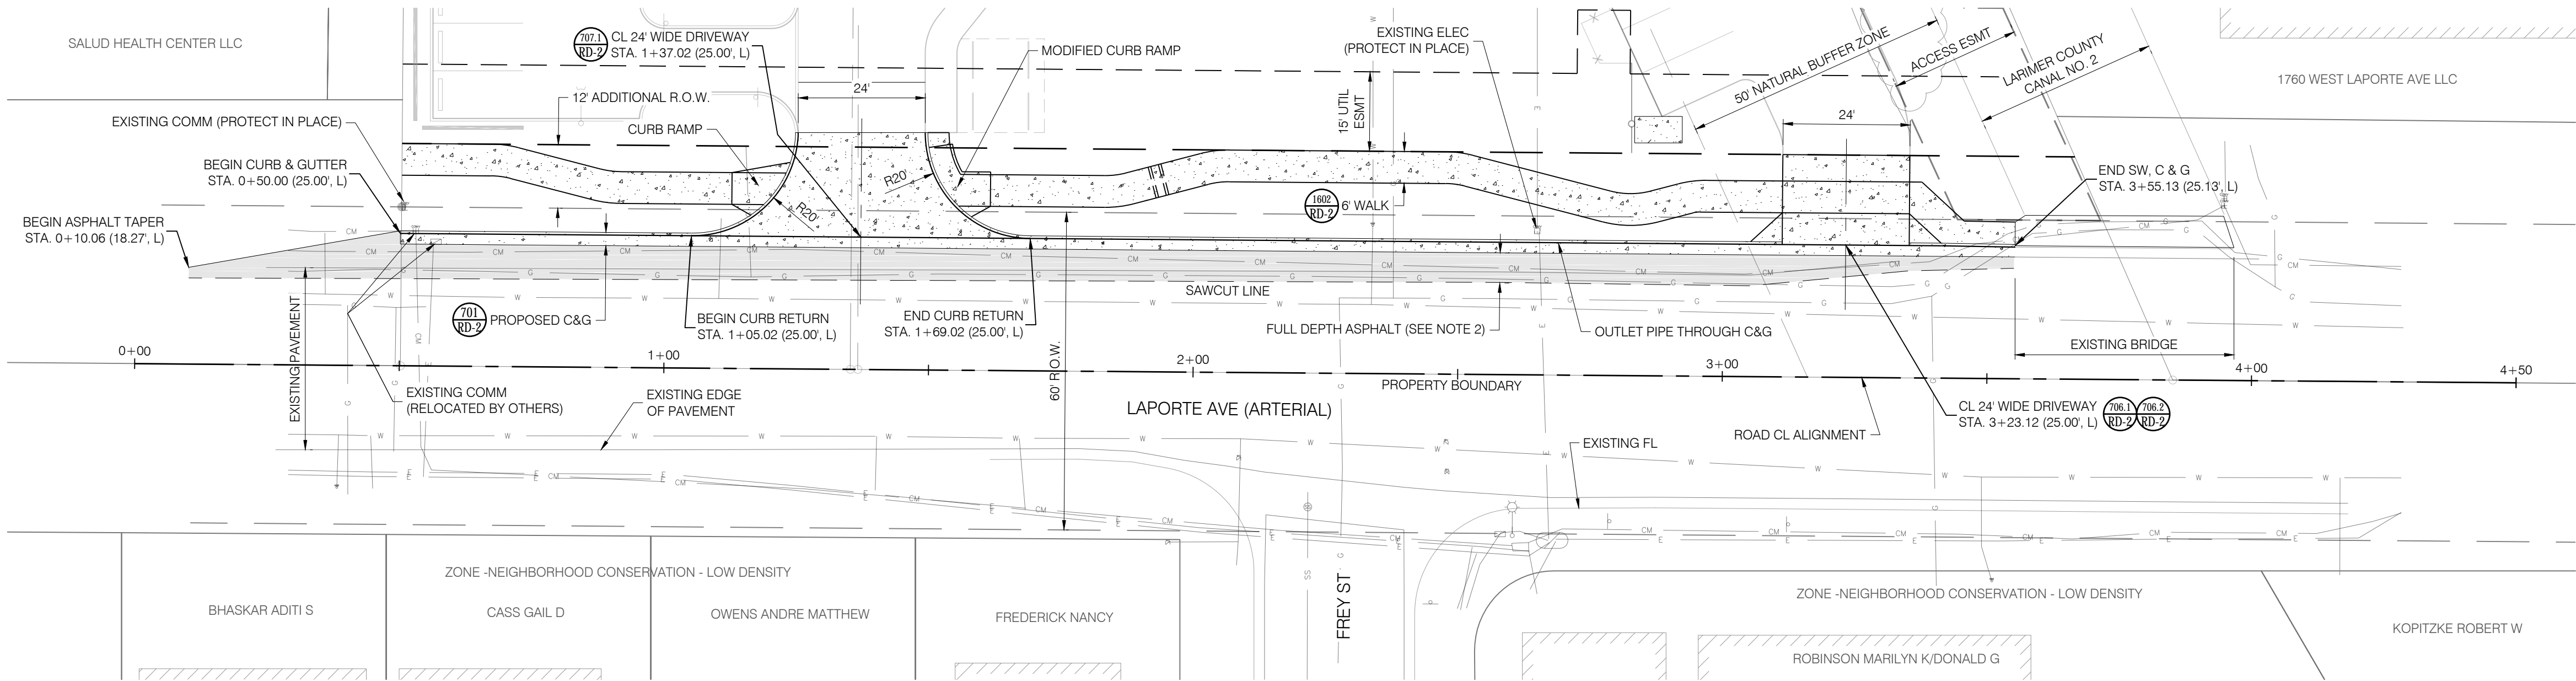 SALUD HEALTH CENTER LLC
707.1
RD-2
CL 24' WIDE DRIVEWAY
STA. 1+37.02 (25.00', L)
MODIFIED CURB RAMP
EXISTING ELEC
(PROTECT IN PLACE)
50' NATURAL BUFFER ZONE
ACCESS ESMT
LARIMER COUNTY
CANAL NO. 2
1760 WEST LAPORTE AVE LLC
12' ADDITIONAL R.O.W.
24'
15' UTIL
ESMT
24'
EXISTING COMM (PROTECT IN PLACE)
CURB RAMP
BEGIN CURB & GUTTER
STA. 0+50.00 (25.00', L)
R20'
R20'
END SW, C & G
STA. 3+55.13 (25.13', L)
1602
RD-2
6' WALK
BEGIN ASPHALT TAPER
STA. 0+10.06 (18.27', L)
SAWCUT LINE
701
RD-2
PROPOSED C&G
BEGIN CURB RETURN
STA. 1+05.02 (25.00', L)
END CURB RETURN
STA. 1+69.02 (25.00', L)
FULL DEPTH ASPHALT (SEE NOTE 2)
OUTLET PIPE THROUGH C&G
EXISTING BRIDGE
EXISTING PAVEMENT
60' R.O.W.
0+00
1+00
2+00
3+00
4+00
4+50
PROPERTY BOUNDARY
EXISTING COMM
(RELOCATED BY OTHERS)
EXISTING EDGE
OF PAVEMENT
LAPORTE AVE (ARTERIAL)
CL 24' WIDE DRIVEWAY
STA. 3+23.12 (25.00', L)
706.1
RD-2
706.2
RD-2
ROAD CL ALIGNMENT
EXISTING FL
ZONE -NEIGHBORHOOD CONSERVATION - LOW DENSITY
BHASKAR ADITI S
CASS GAIL D
OWENS ANDRE MATTHEW
FREDERICK NANCY
FREY ST
ZONE -NEIGHBORHOOD CONSERVATION - LOW DENSITY
KOPITZKE ROBERT W
ROBINSON MARILYN K/DONALD G